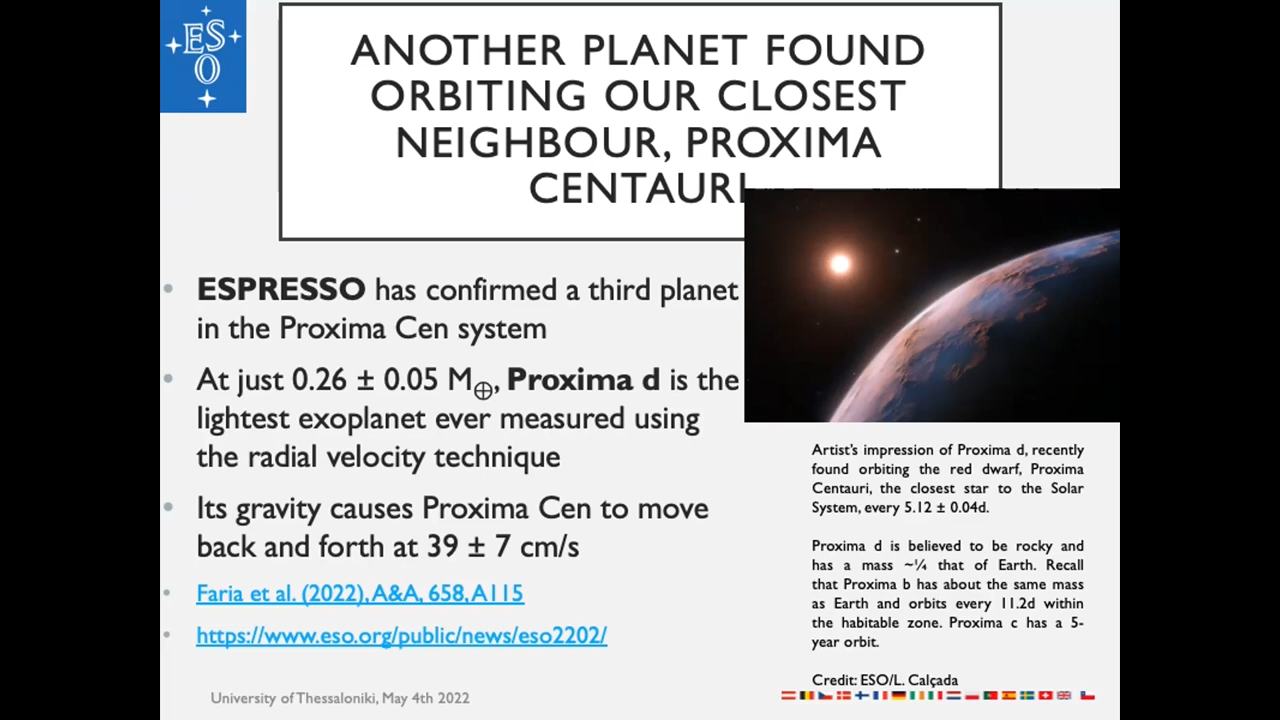 ESO
ANOTHER PLANET FOUND
ORBITING OUR CLOSEST
NEIGHBOUR, PROXIMA
CENTAURI
• ESPRESSO has confirmed a third planet
in the Proxima Cen system
• At just 0.26 ± 0.05 M⊕, Proxima d is the
lightest exoplanet ever measured using
the radial velocity technique
• Its gravity causes Proxima Cen to move
back and forth at 39 ± 7 cm/s
• Faria et al. (2022), A&A, 658, A115
• https://www.eso.org/public/news/eso2202/
Artist's impression of Proxima d, recently
found orbiting the red dwarf, Proxima
Centauri, the closest star to the Solar
System, every 5.12 ± 0.04d.
Proxima d is believed to be rocky and
has a mass ~¼ that of Earth. Recall
that Proxima b has about the same mass
as Earth and orbits every 11.2d within
the habitable zone. Proxima c has a 5-
year orbit.
Credit: ESO/L. Calçada
University of Thessaloniki, May 4th 2022